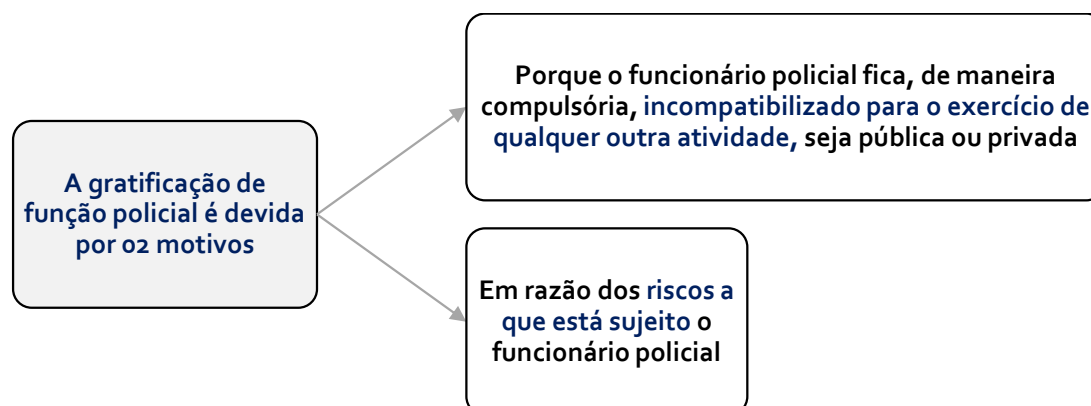 A gratificação de
função policial é devida
por 02 motivos
Porque o funcionário policial fica, de maneira
compulsória, incompatibilizado para o exercício de
qualquer outra atividade, seja pública ou privada
Em razão dos riscos a
que está sujeito o
funcionário policial